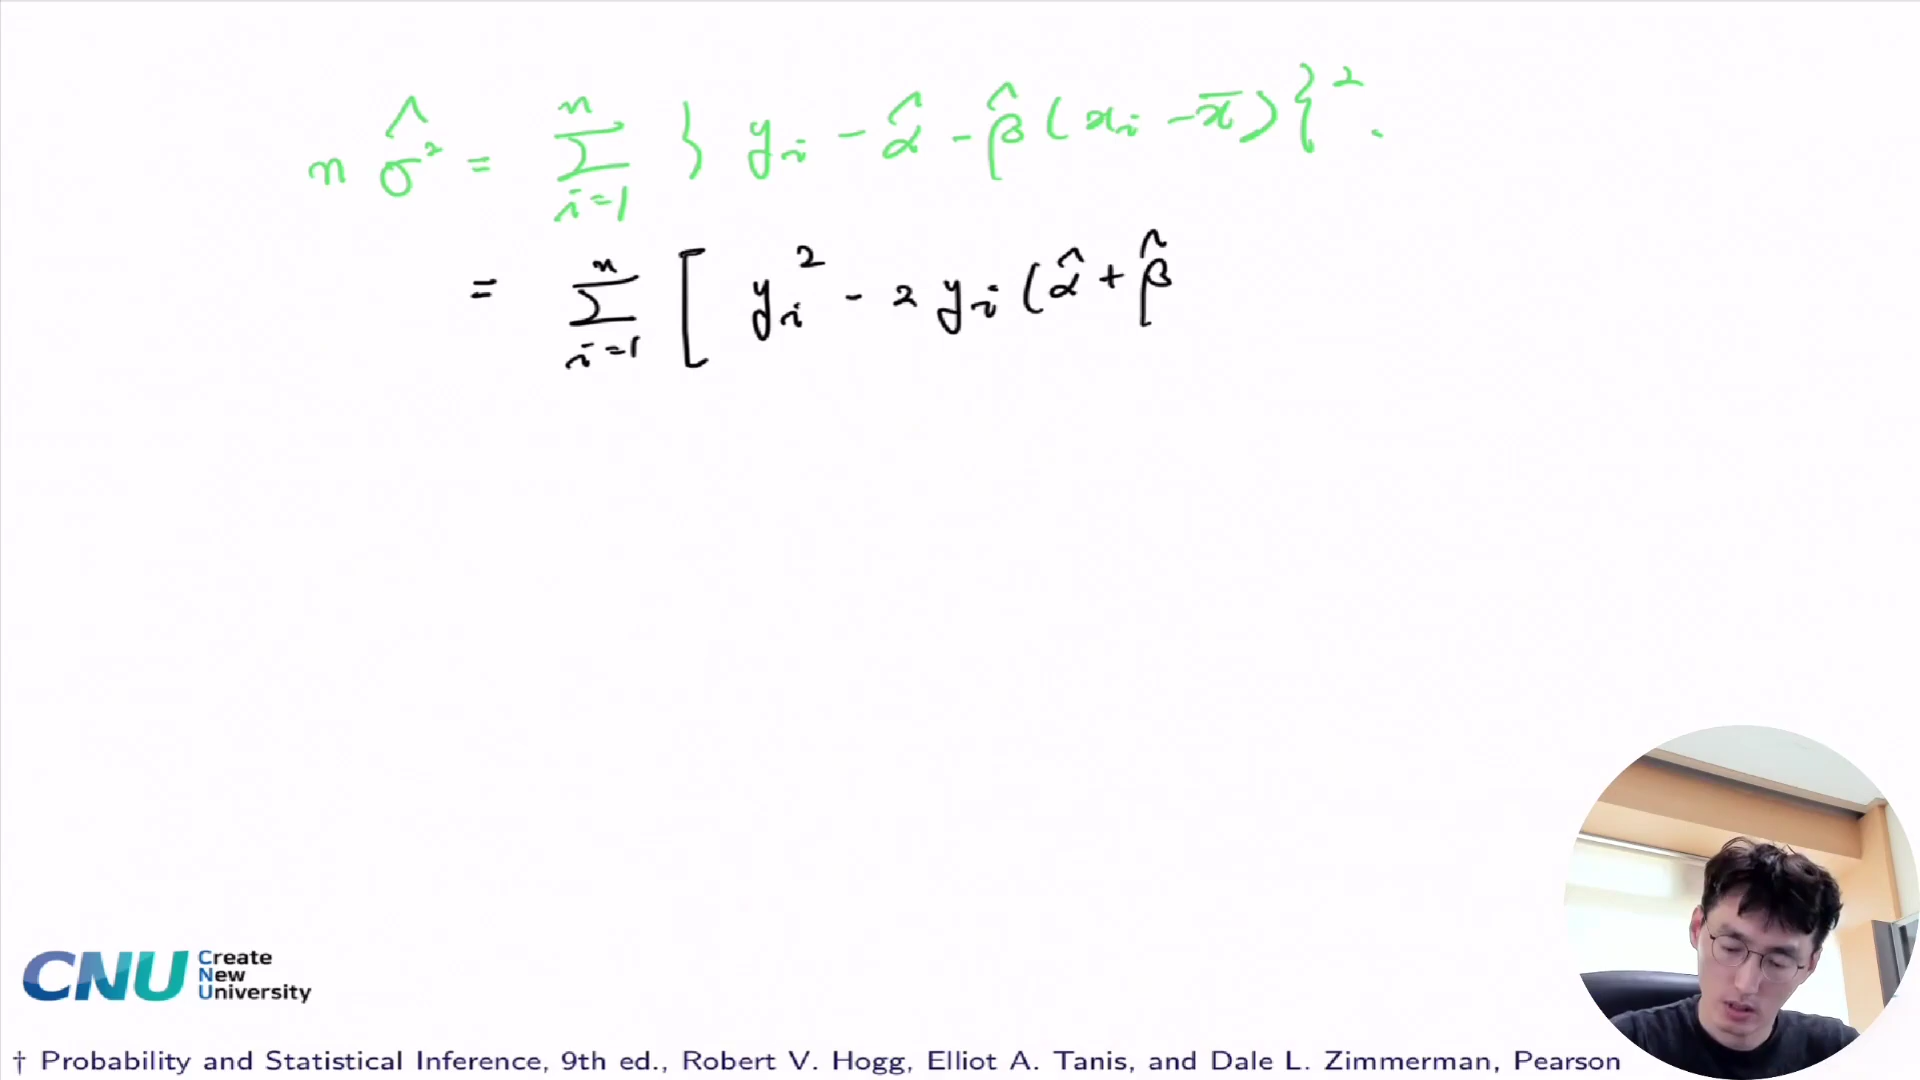 n σ̂² = Σ_{i=1}^{n} { y_i - α̂ - β̂ ( x_i - x̄ ) }² .
= Σ_{i=1}^{n} [ y_i² - 2 y_i ( α̂ + β̂
CNU Create
New
University
† Probability and Statistical Inference, 9th ed., Robert V. Hogg, Elliot A. Tanis, and Dale L. Zimmerman, Pearson